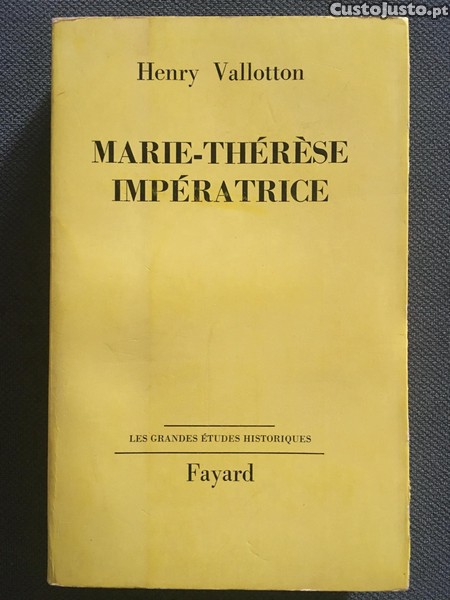 Custojusto.pt
Henry Vallotton
MARIE-THÉRÈSE
IMPÉRATRICE
LES GRANDES ÉTUDES HISTORIQUES
Fayard